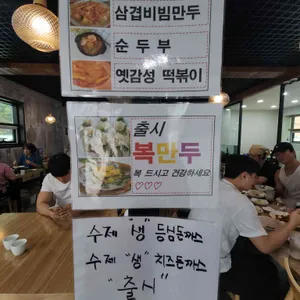 삼겹비빔만두
순두부
옛감성 떡볶이
출시
복만두
복 드시고 건강하세요
♡♡♡
수제 "생" 등심돈까스
수제 "생" 치즈돈까스
"출시"